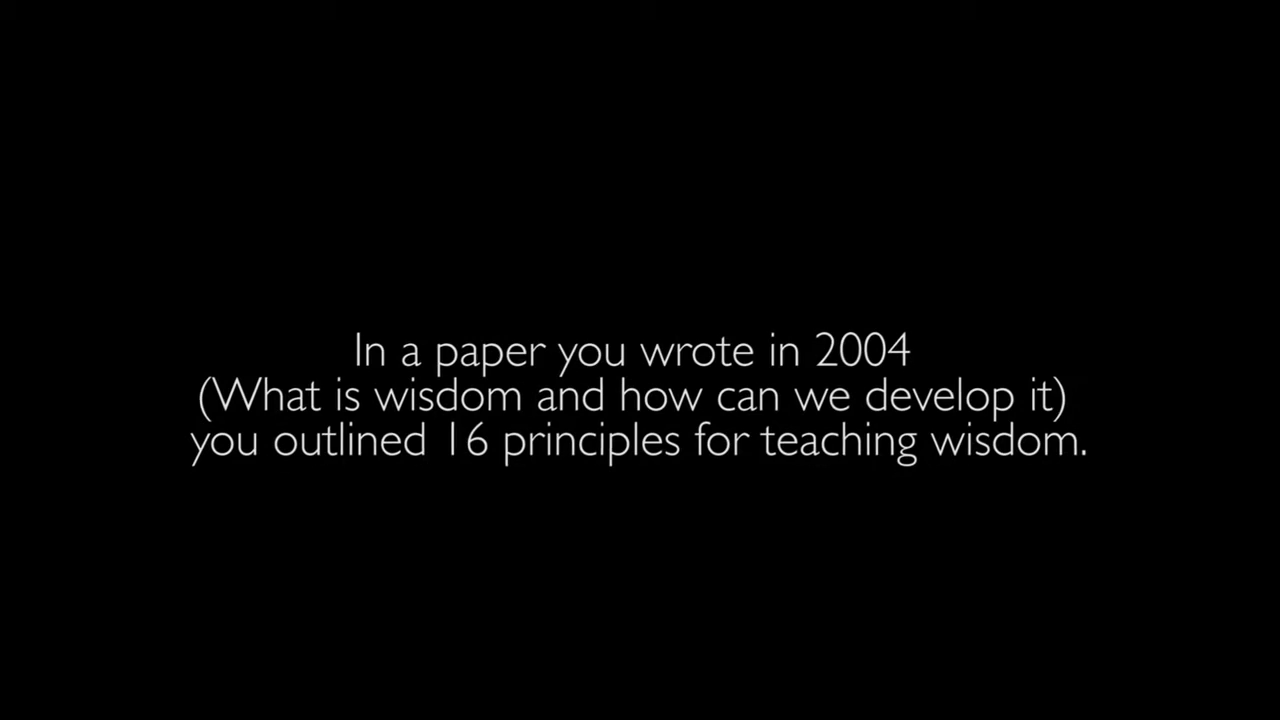 In a paper you wrote in 2004
(What is wisdom and how can we develop it)
you outlined 16 principles for teaching wisdom.